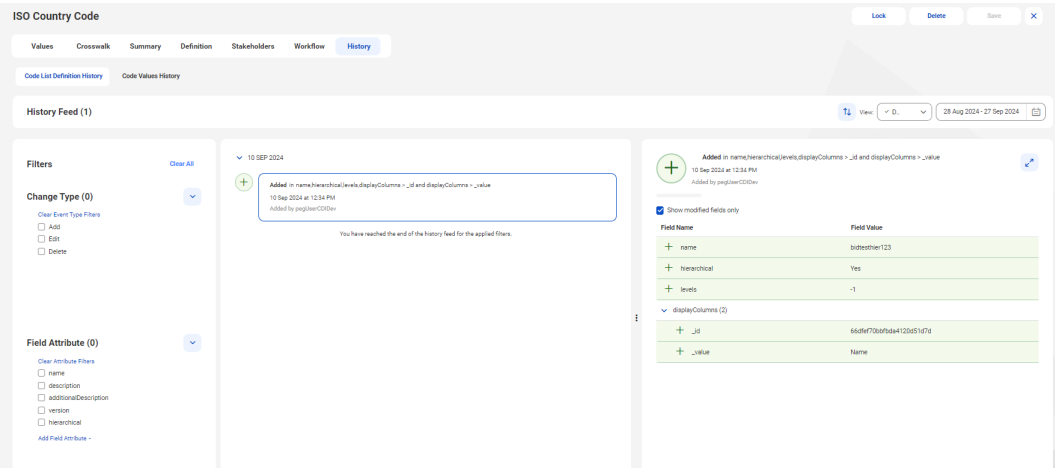 ISO Country Code
Lock Delete Save
Values Crosswalk Summary Definition Stakeholders Workflow History
Code List Definition History Code Values History
History Feed (1)
View: D.. 28 Aug 2024 - 27 Sep 2024
Filters Clear All
Change Type (0)
Clear Event Type Filters
Add
Edit
Delete
Field Attribute (0)
Clear Attribute Filters
name
description
additionalDescription
version
hierarchical
Add Field Attribute
10 SEP 2024
Added in name,hierarchical,levels,displayColumns > _id and displayColumns > _value
10 Sep 2024 at 12:34 PM
Added by pegUserCDIDev
You have reached the end of the history feed for the applied filters.
Added in name,hierarchical,levels,displayColumns > _id and displayColumns > _value
10 Sep 2024 at 12:34 PM
Added by pegUserCDIDev
Show modified fields only
Field Name Field Value
name bidtesthier123
hierarchical Yes
levels -1
displayColumns (2)
_id 66dfef70bbfbda4120d51d7d
_value Name